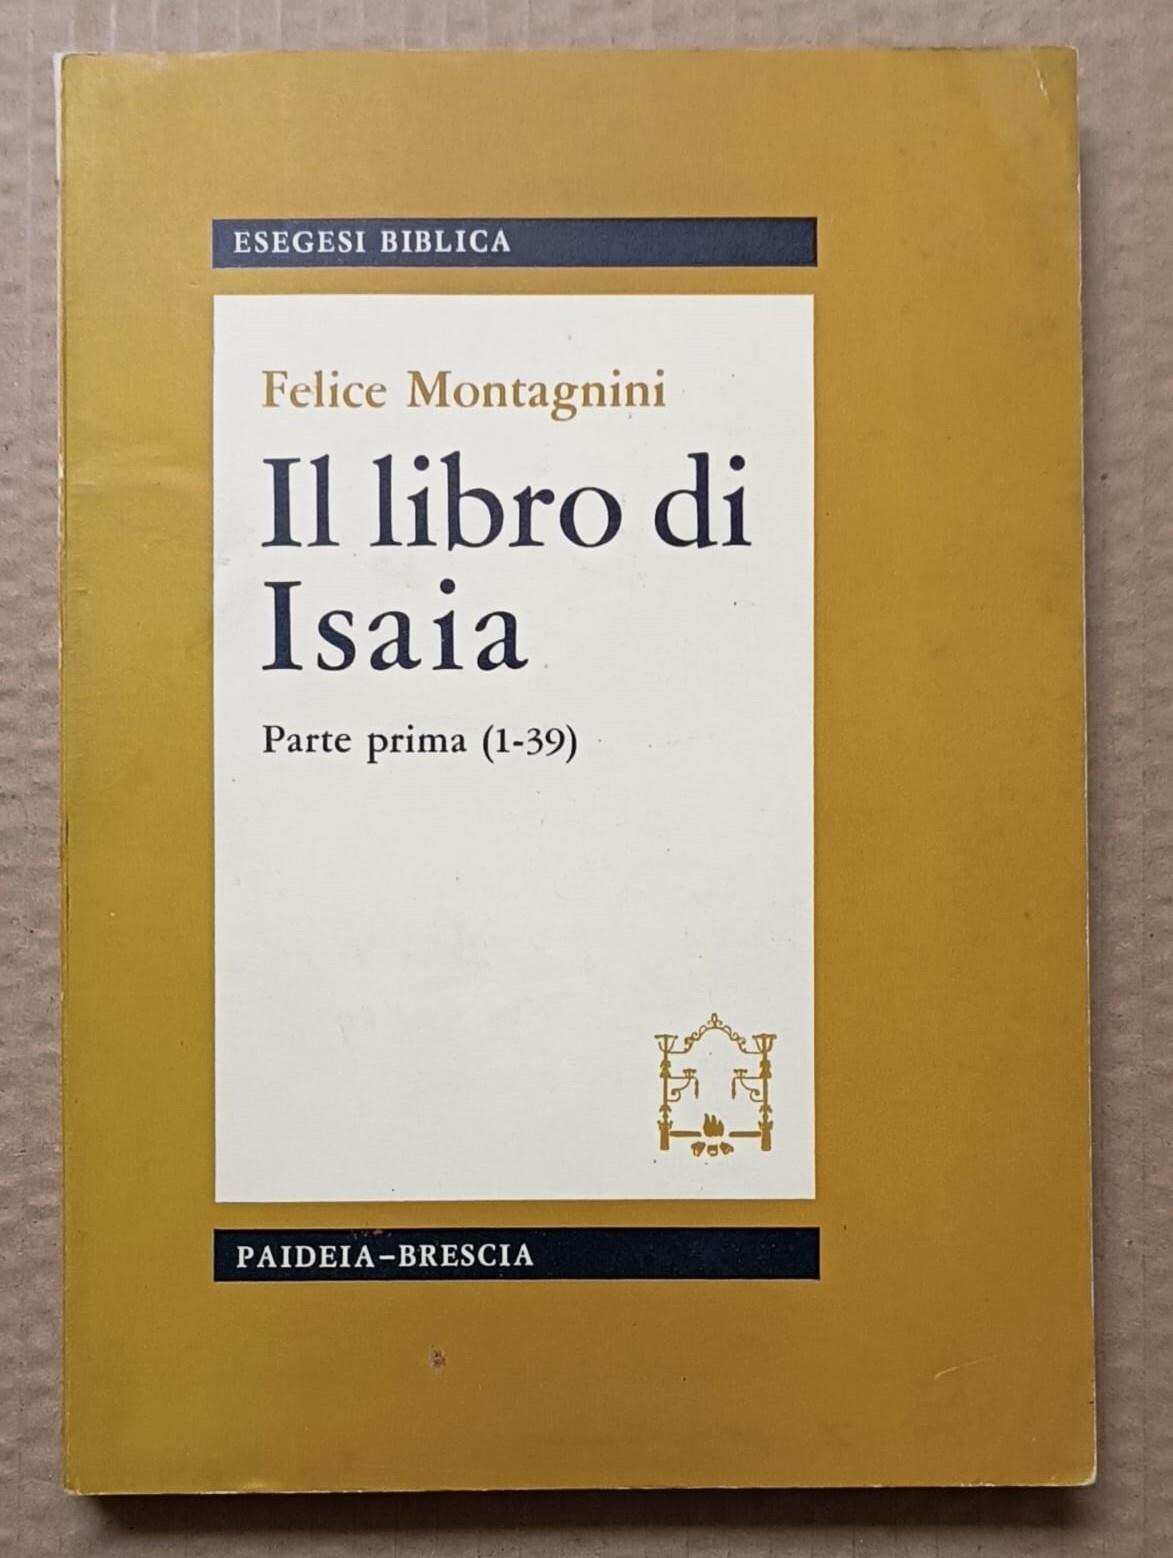 ESEGESI BIBLICA
Felice Montagnini
Il libro di
Isaia
Parte prima (1-39)
PAIDEIA–BRESCIA